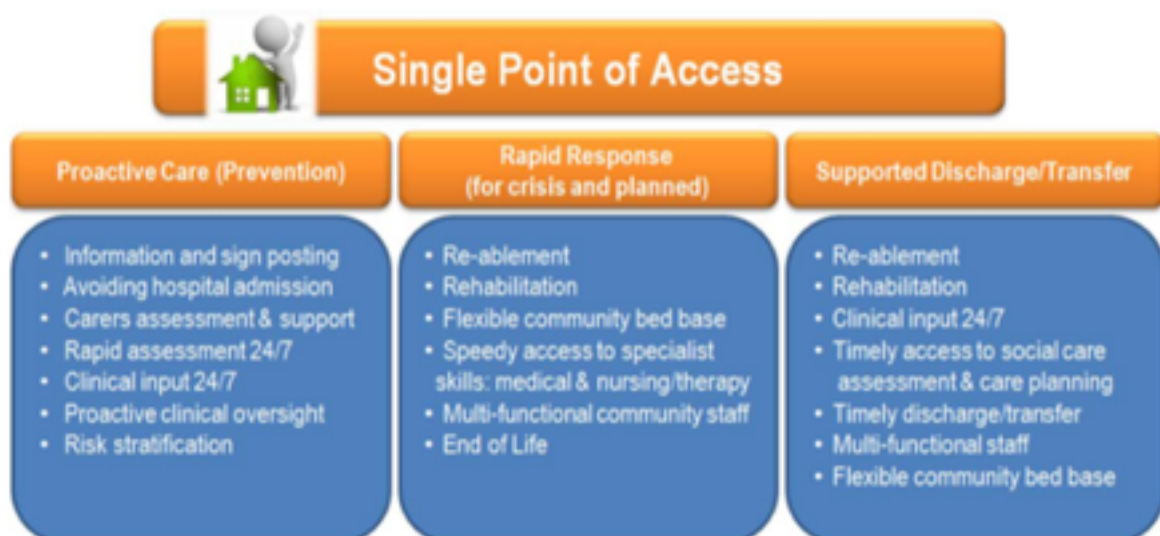 Single Point of Access
Proactive Care (Prevention)
• Information and sign posting
• Avoiding hospital admission
• Carers assessment & support
• Rapid assessment 24/7
• Clinical input 24/7
• Proactive clinical oversight
• Risk stratification
Rapid Response
(for crisis and planned)
• Re-ablement
• Rehabilitation
• Flexible community bed base
• Speedy access to specialist
skills: medical & nursing/therapy
• Multi-functional community staff
• End of Life
Supported Discharge/Transfer
• Re-ablement
• Rehabilitation
• Clinical input 24/7
• Timely access to social care
assessment & care planning
• Timely discharge/transfer
• Multi-functional staff
• Flexible community bed base